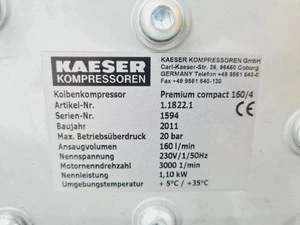 KAESER
KOMPRESSOREN
KAESER KOMPRESSOREN GmbH
Carl-Kaeser-Str. 26, 96450 Coburg
GERMANY Telefon +49 9561 640-0
Fax +49 9561 640-130
Kolbenkompressor Premium compact 160/4
Artikel-Nr. 1.1822.1
Serien-Nr. 1594
Baujahr 2011
Max. Betriebsüberdruck 20 bar
Ansaugvolumen 160 l/min
Nennspannung 230V/1/50Hz
Motornenndrehzahl 3000 1/min
Nennleistung 1,10 kW
Umgebungstemperatur + 5°C / +35°C